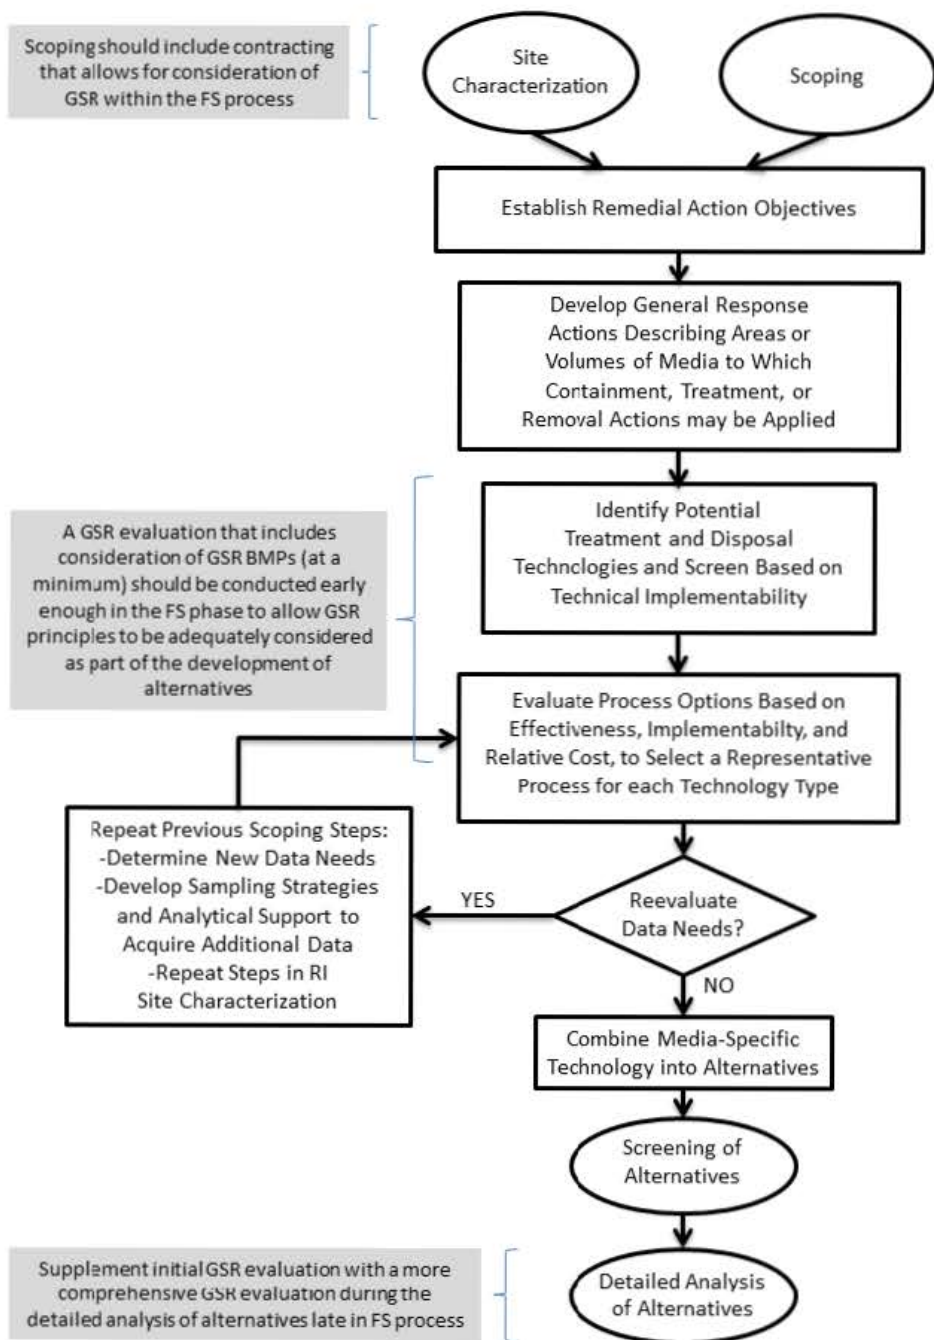 Scoping should include contracting
that allows for consideration of
GSR within the FS process
Site
Characterization
Scoping
Establish Remedial Action Objectives
Develop General Response
Actions Describing Areas or
Volumes of Media to Which
Containment, Treatment, or
Removal Actions may be Applied
A GSR evaluation that includes
consideration of GSR BMPs (at a
minimum) should be conducted early
enough in the FS phase to allow GSR
principles to be adequately considered
as part of the development of
alternatives
Identify Potential
Treatment and Disposal
Technologies and Screen Based on
Technical Implementability
Evaluate Process Options Based on
Effectiveness, Implementabilty, and
Relative Cost, to Select a Representative
Process for each Technology Type
Repeat Previous Scoping Steps:
-Determine New Data Needs
-Develop Sampling Strategies
and Analytical Support to
Acquire Additional Data
-Repeat Steps in RI
Site Characterization
YES
Reevaluate
Data Needs?
NO
Combine Media-Specific
Technology into Alternatives
Screening of
Alternatives
Supplement initial GSR evaluation with a more
comprehensive GSR evaluation during the
detailed analysis of alternatives late in FS process
Detailed Analysis
of Alternatives